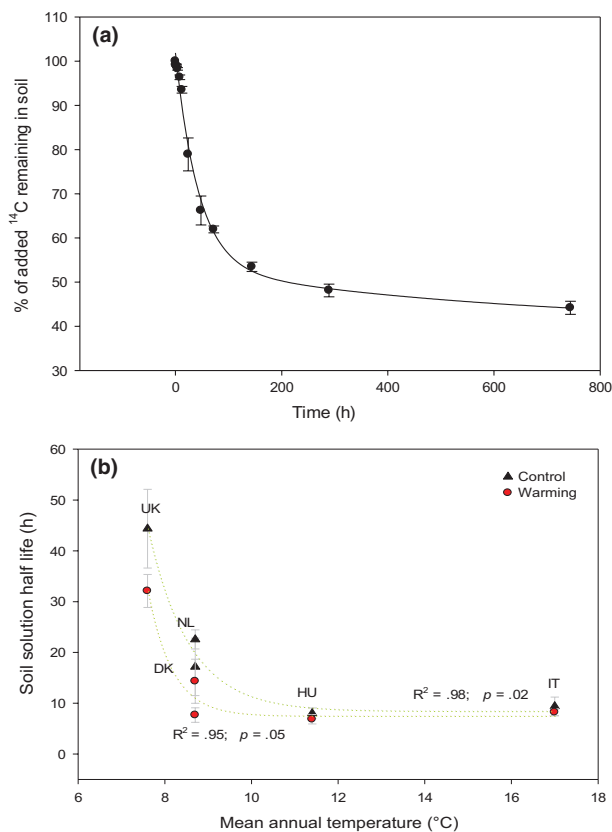 (a)
110
100
90
80
70
60
50
40
30
% of added ¹⁴C remaining in soil
0 200 400 600 800
Time (h)
(b)
60
50
40
30
20
10
0
Soil solution half life (h)
Control
Warming
UK
NL
DK
HU
IT
R² = .98; p = .02
R² = .95; p = .05
6 8 10 12 14 16 18
Mean annual temperature (°C)